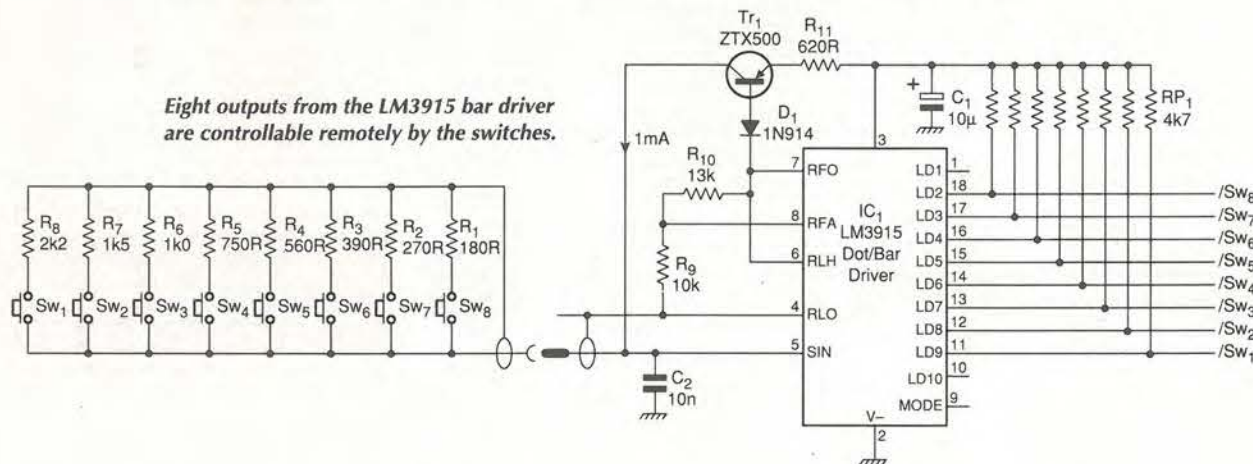 Eight outputs from the LM3915 bar driver
are controllable remotely by the switches.
Tr1
ZTX500
R11
620R
+
C1
10μ
RP1
4k7
D1
1N914
1mA
R10
13k
R9
10k
R8
2k2
R7
1k5
R6
1k0
R5
750R
R4
560R
R3
390R
R2
270R
R1
180R
Sw1
Sw2
Sw3
Sw4
Sw5
Sw6
Sw7
Sw8
C2
10n
7
RFO
8
RFA
6
RLH
4
RLO
5
SIN
3
IC1
LM3915
Dot/Bar
Driver
V–
2
LD1
1
LD2
18
/Sw8
LD3
17
/Sw7
LD4
16
/Sw6
LD5
15
/Sw5
LD6
14
/Sw4
LD7
13
/Sw3
LD8
12
/Sw2
LD9
11
/Sw1
LD10
10
MODE
9